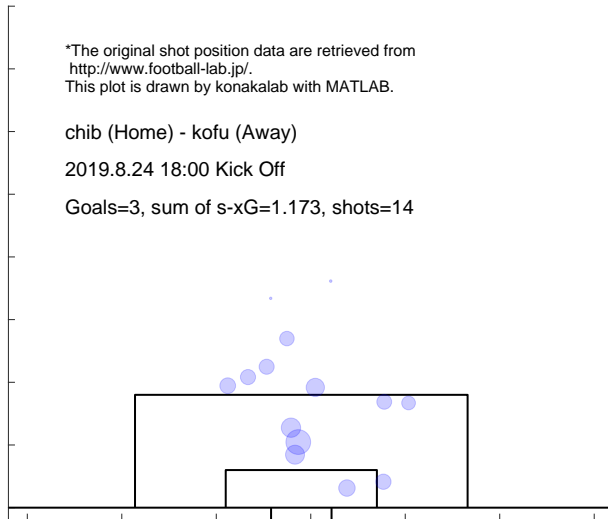 *The original shot position data are retrieved from
http://www.football-lab.jp/.
This plot is drawn by konakalab with MATLAB.
chib (Home) - kofu (Away)
2019.8.24 18:00 Kick Off
Goals=3, sum of s-xG=1.173, shots=14